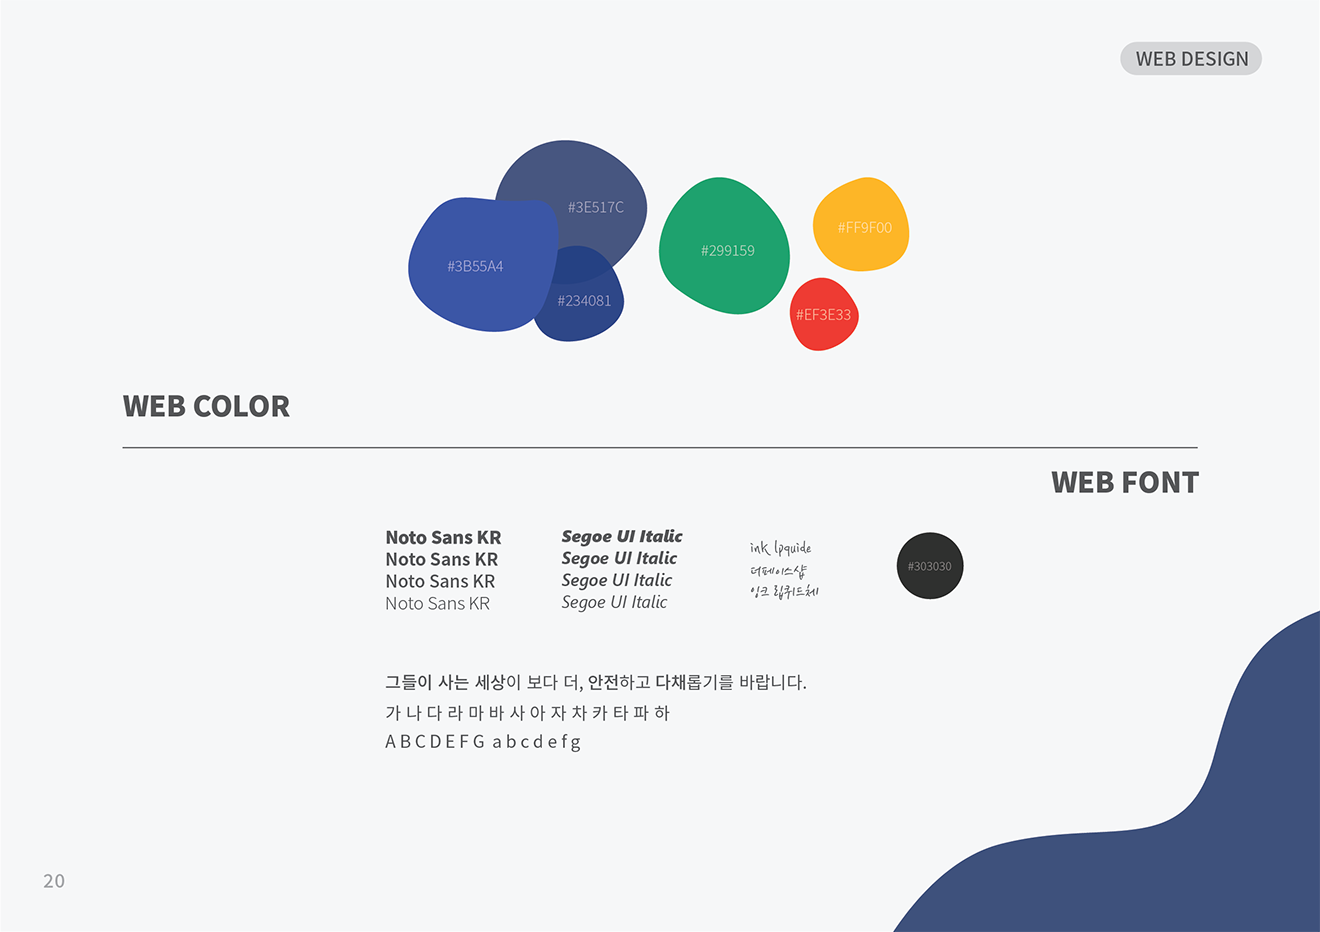 WEB DESIGN
#3E517C
#3B55A4
#234081
#299159
#FF9F00
#EF3E33
WEB COLOR
WEB FONT
Noto Sans KR
Noto Sans KR
Noto Sans KR
Noto Sans KR
Segoe UI Italic
Segoe UI Italic
Segoe UI Italic
Segoe UI Italic
ink lpquide
더페이스샵
잉크 립퀴드체
#303030
그들이 사는 세상이 보다 더, 안전하고 다채롭기를 바랍니다.
가 나 다 라 마 바 사 아 자 차 카 타 파 하
A B C D E F G a b c d e f g
20